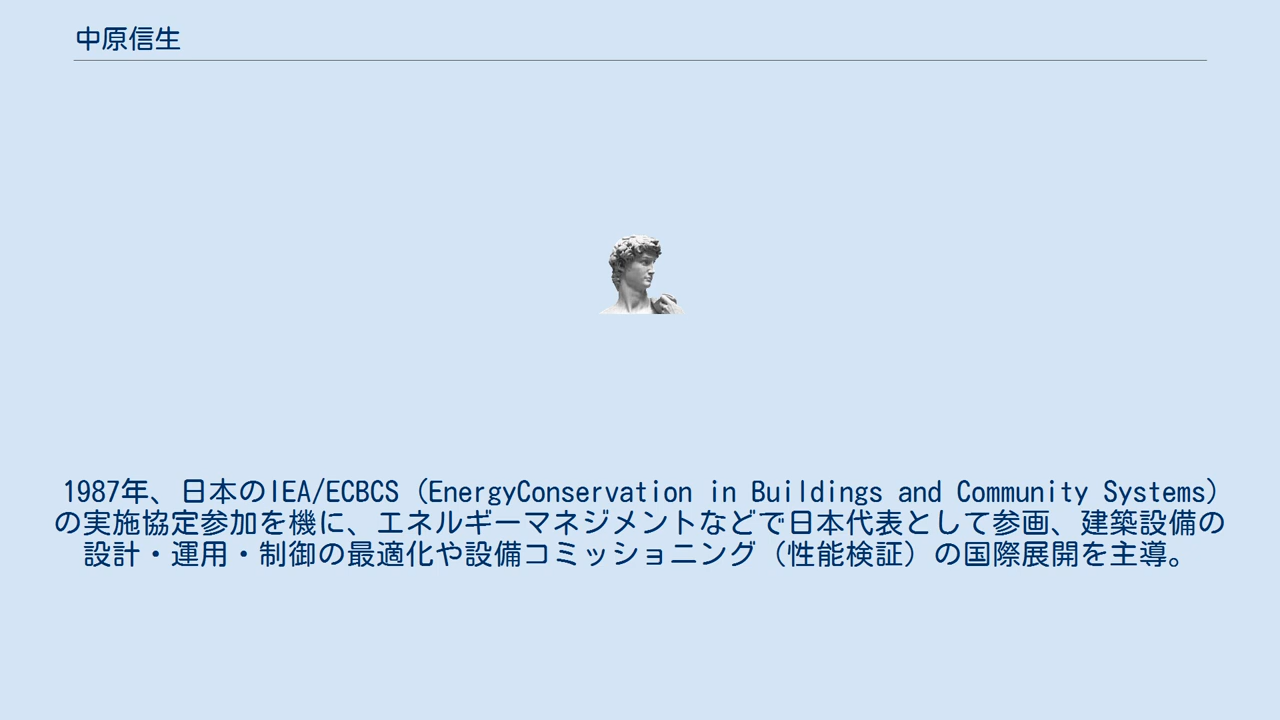 中原信生
1987年、日本のIEA/ECBCS（EnergyConservation in Buildings and Community Systems）
の実施協定参加を機に、エネルギーマネジメントなどで日本代表として参画、建築設備の
設計・運用・制御の最適化や設備コミッショニング（性能検証）の国際展開を主導。